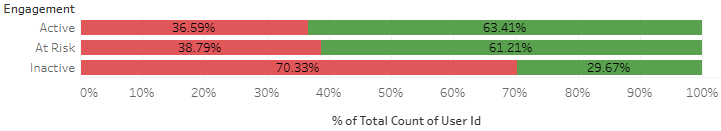 Engagement
Active 36.59% 63.41%
At Risk 38.79% 61.21%
Inactive 70.33% 29.67%
0% 10% 20% 30% 40% 50% 60% 70% 80% 90% 100%
% of Total Count of User Id